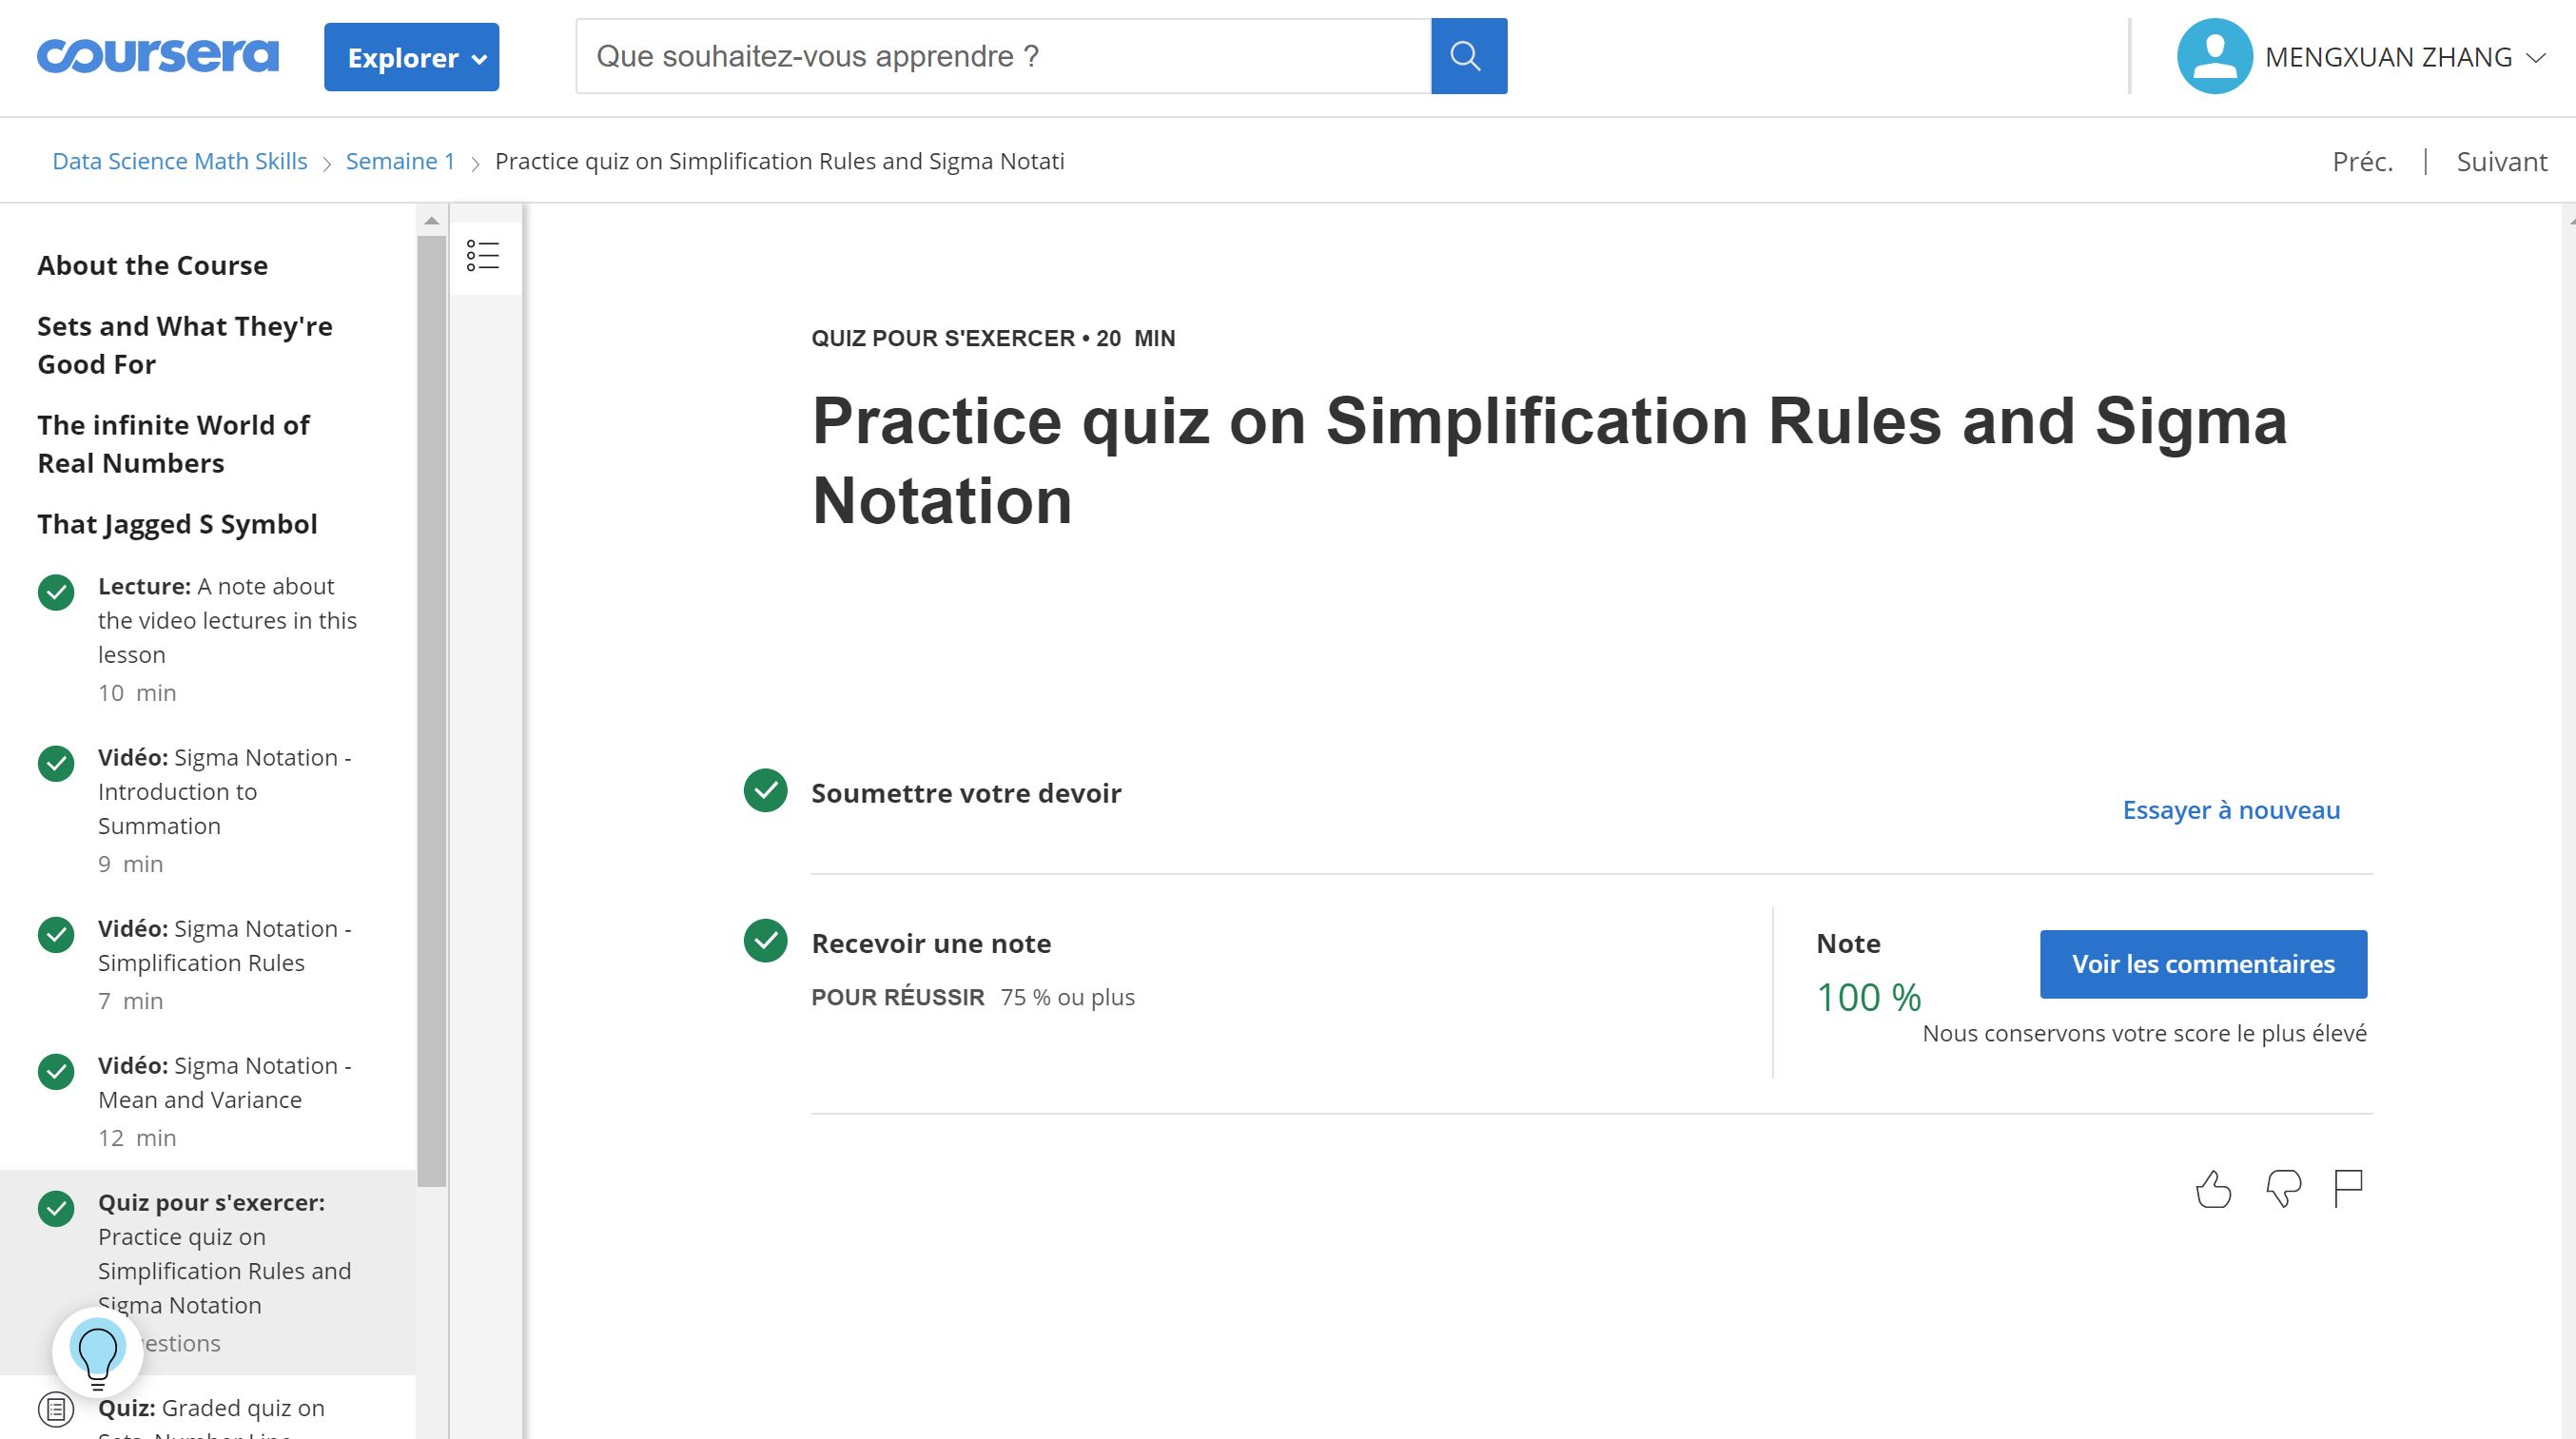 coursera
Explorer
Que souhaitez-vous apprendre ?
MENGXUAN ZHANG
Data Science Math Skills
Semaine 1
Practice quiz on Simplification Rules and Sigma Notati
Préc. | Suivant
About the Course
Sets and What They're
Good For
The infinite World of
Real Numbers
That Jagged S Symbol
Lecture: A note about
the video lectures in this
lesson
10 min
Vidéo: Sigma Notation -
Introduction to
Summation
9 min
Vidéo: Sigma Notation -
Simplification Rules
7 min
Vidéo: Sigma Notation -
Mean and Variance
12 min
Quiz pour s'exercer:
Practice quiz on
Simplification Rules and
Sigma Notation
Quiz: Graded quiz on
QUIZ POUR S'EXERCER • 20 MIN
Practice quiz on Simplification Rules and Sigma
Notation
Soumettre votre devoir
Essayer à nouveau
Recevoir une note
POUR RÉUSSIR 75 % ou plus
Note
100 %
Voir les commentaires
Nous conservons votre score le plus élevé